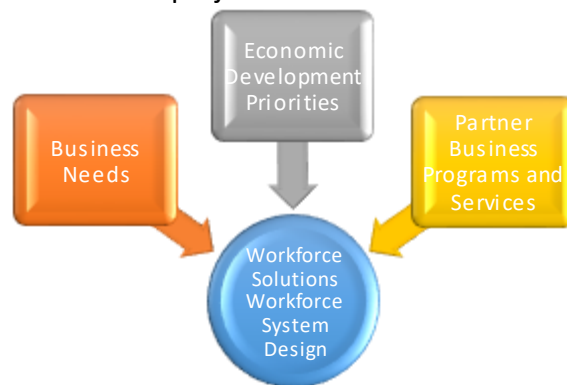 Economic
Development
Priorities
Business
Needs
Partner
Business
Programs and
Services
Workforce
Solutions
Workforce
System
Design